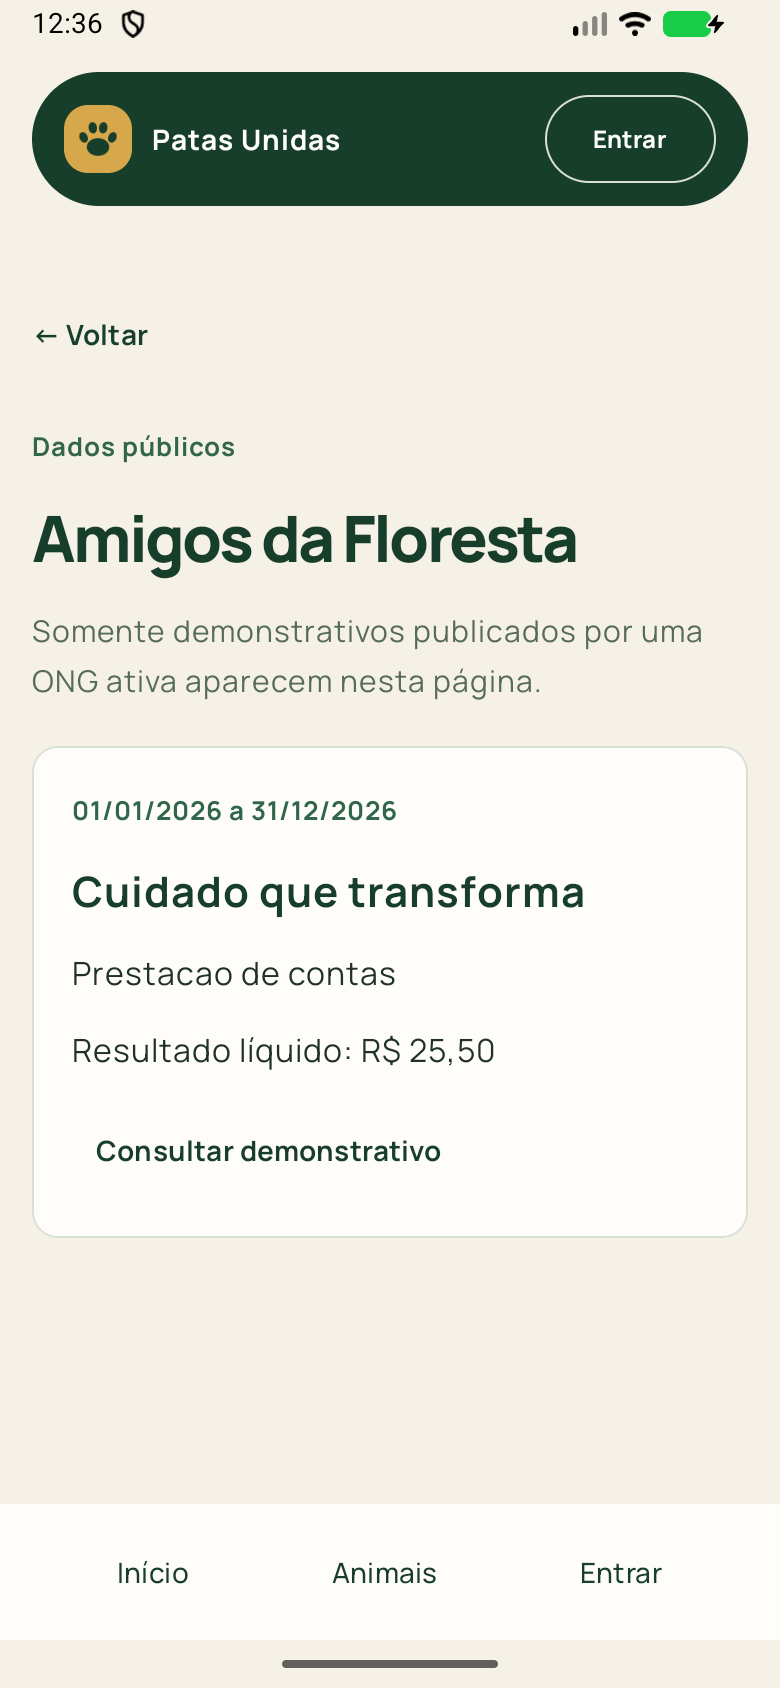 12:36
Patas Unidas
Entrar
← Voltar
Dados públicos
Amigos da Floresta
Somente demonstrativos publicados por uma
ONG ativa aparecem nesta página.
01/01/2026 a 31/12/2026
Cuidado que transforma
Prestacao de contas
Resultado líquido: R$ 25,50
Consultar demonstrativo
Início
Animais
Entrar